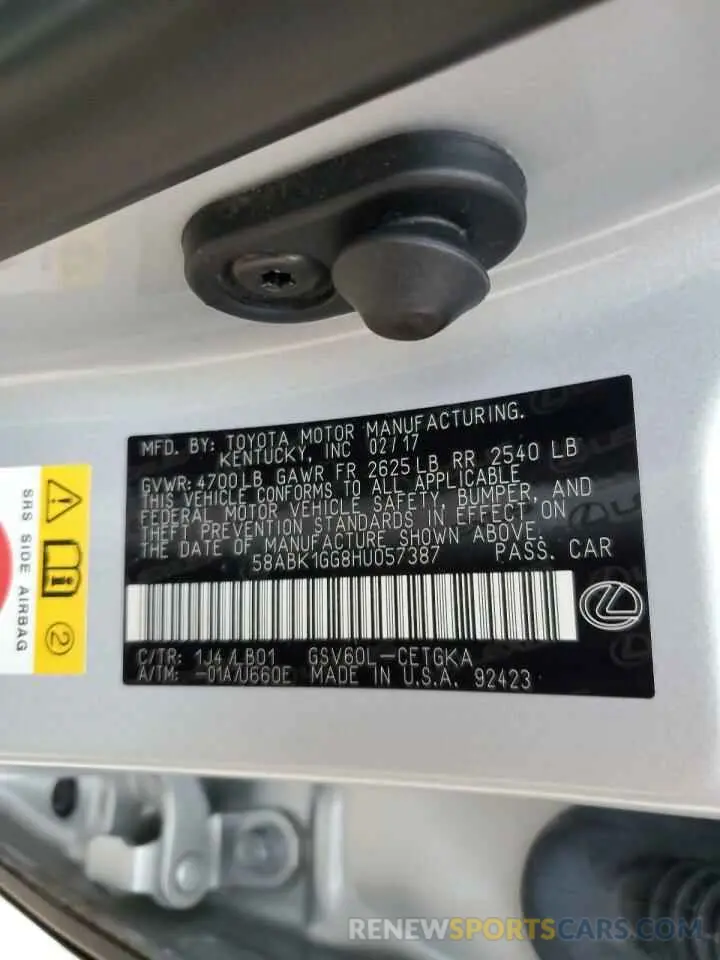 MFD. BY: TOYOTA MOTOR MANUFACTURING.
KENTUCKY, INC 02/17
GVWR: 4700LB GAWR FR 2625LB RR 2540 LB
THIS VEHICLE CONFORMS TO ALL APPLICABLE
FEDERAL MOTOR VEHICLE SAFETY, BUMPER, AND
THEFT PREVENTION STANDARDS IN EFFECT ON
THE DATE OF MANUFACTURE SHOWN ABOVE.
58ABK1GG8HU057387 PASS. CAR
C/TR: 1J4/LB01 GSV60L-CETGKA
A/TM: -01A/U660E MADE IN U.S.A. 92423
SRS SIDE AIRBAG
2
RENEWSPORTSCARS.COM